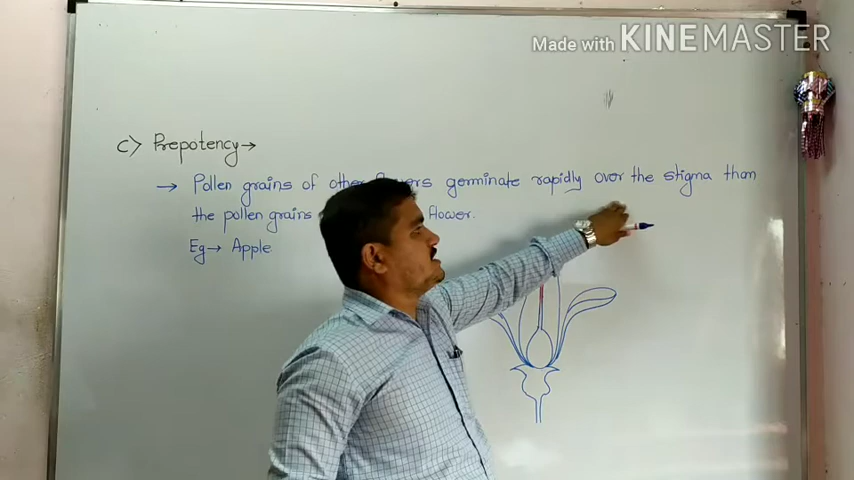 Made with KINEMASTER
c) Prepotency →
→ Pollen grains of other germinate rapidly over the stigma than
the pollen grains flower.
Eg → Apple